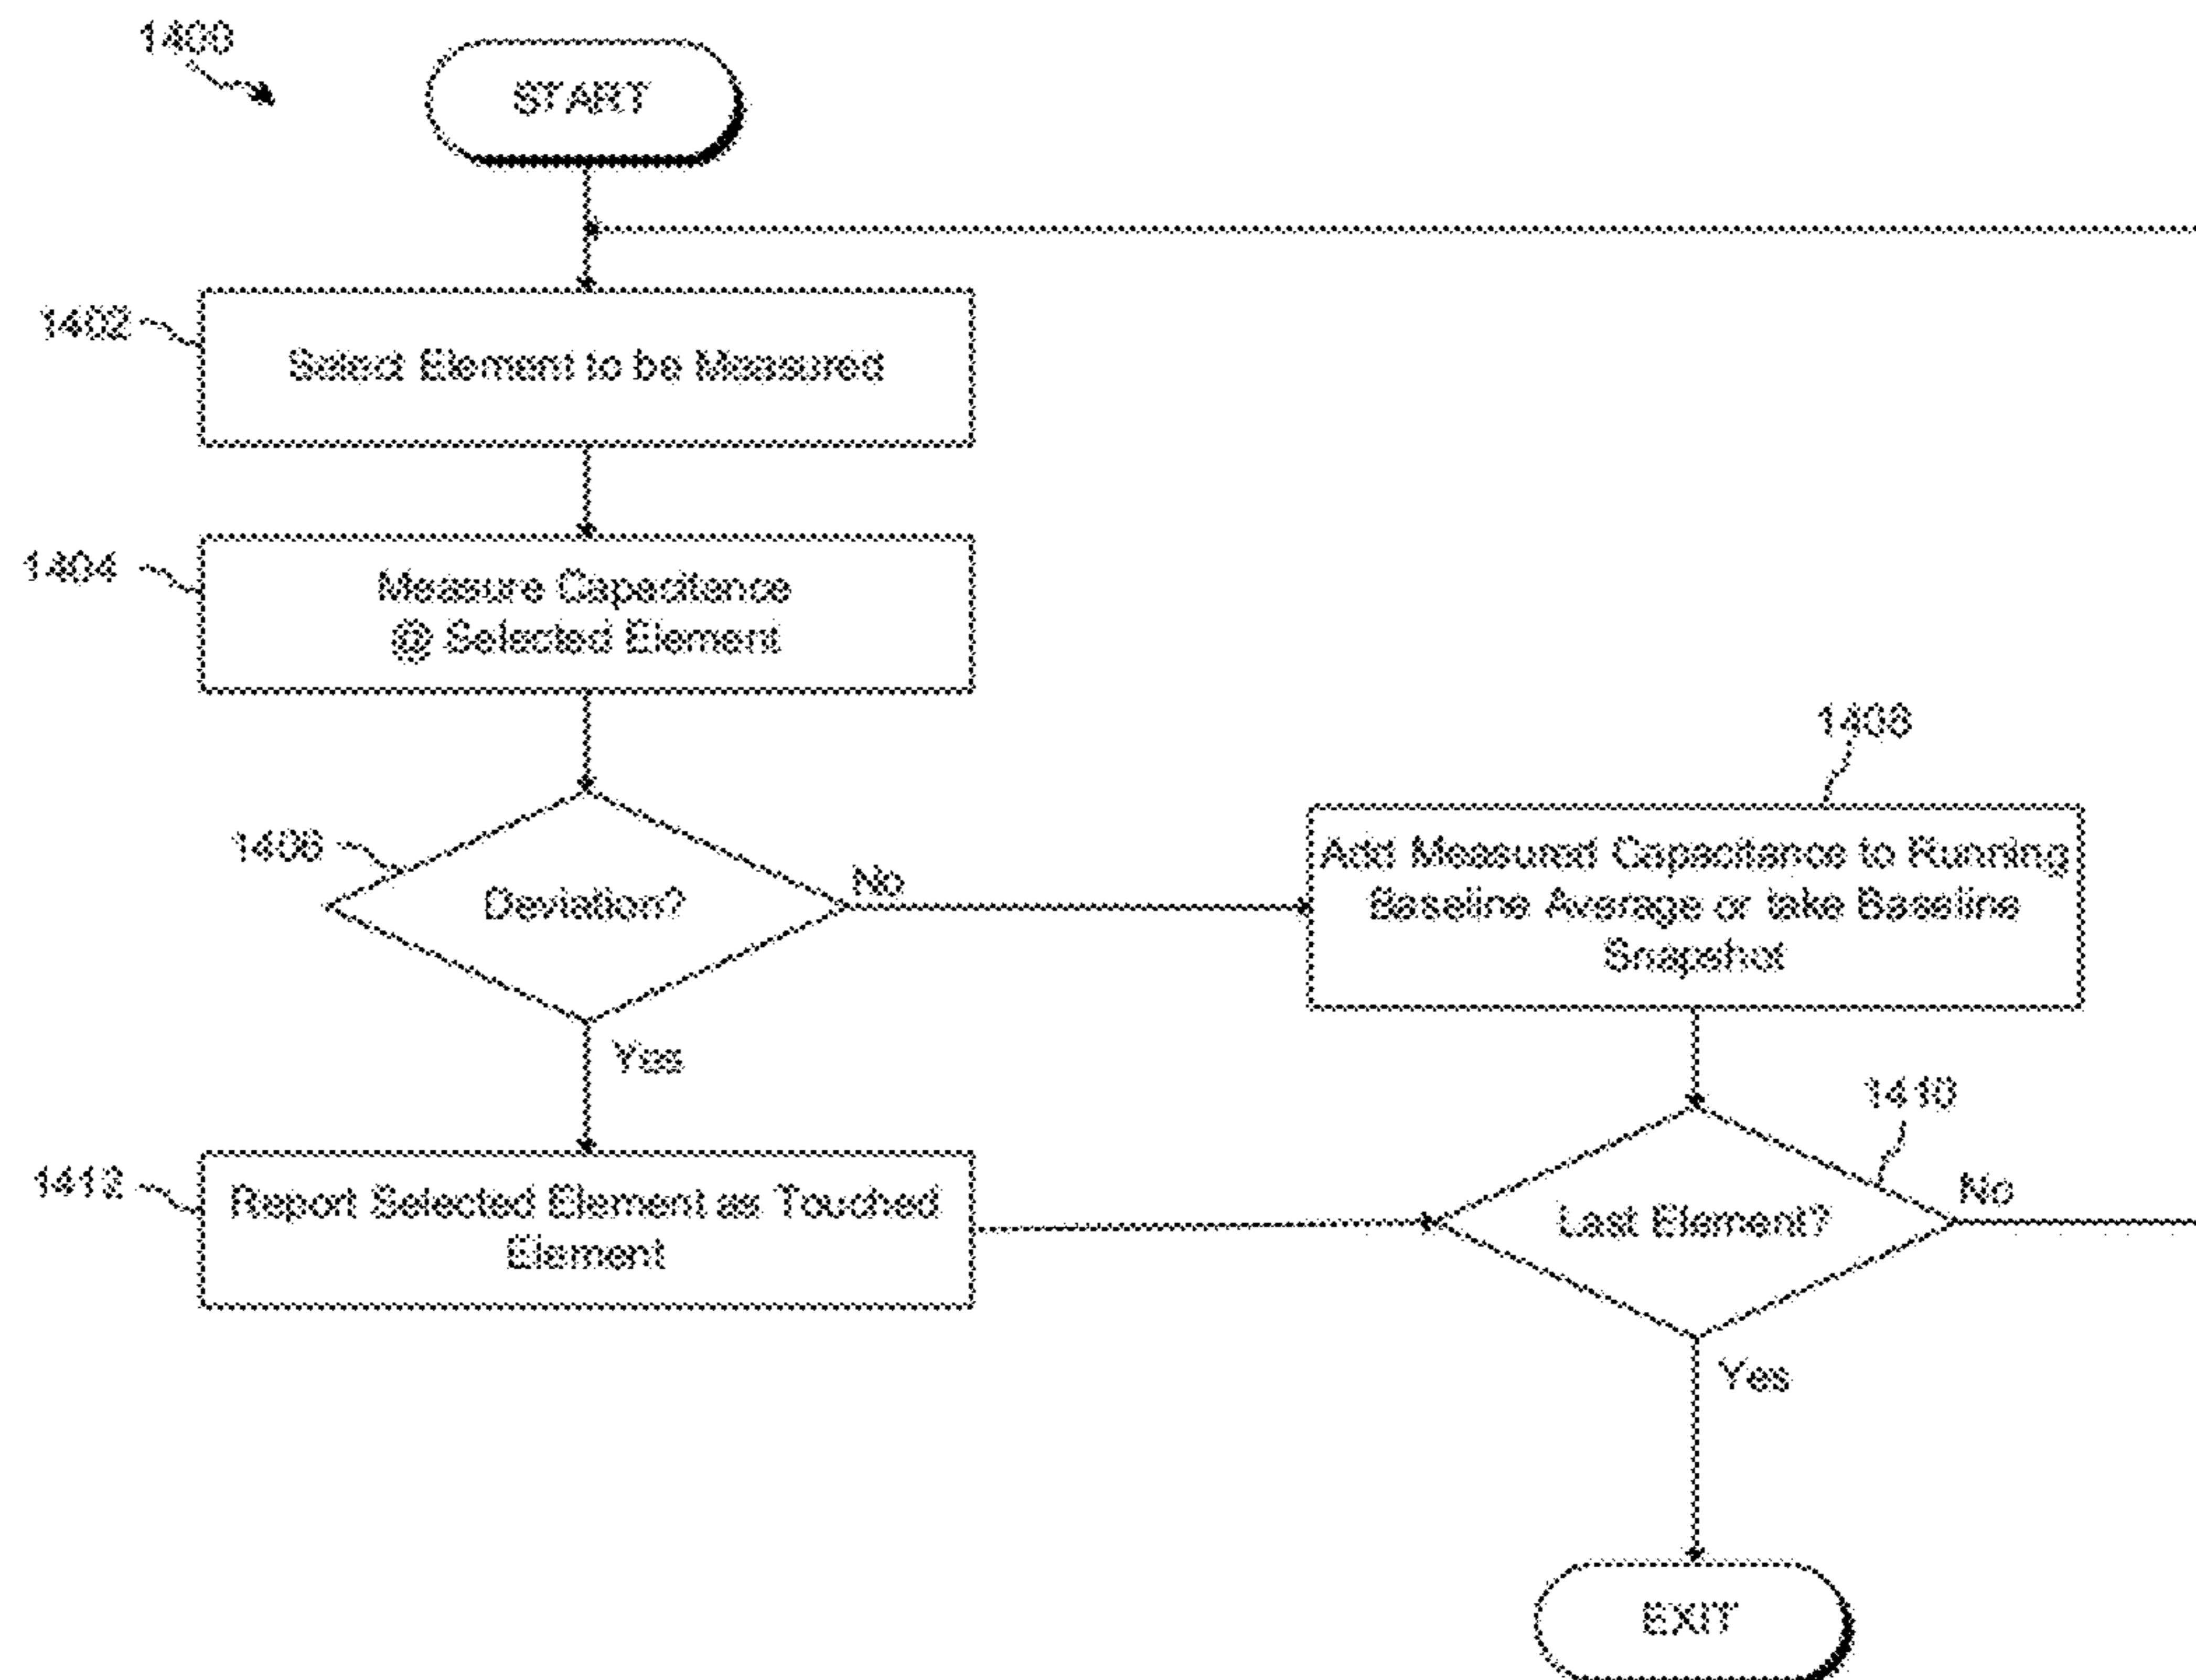 1400
START
1402
Select Element to be Measured
1404
Measure Capacitance
@ Selected Element
1406
Deviation?
No
Yes
1408
Add Measured Capacitance to Running
Baseline Average or take Baseline
Snapshot
1410
Last Element?
No
Yes
1412
Report Selected Element as Touched
Element
EXIT